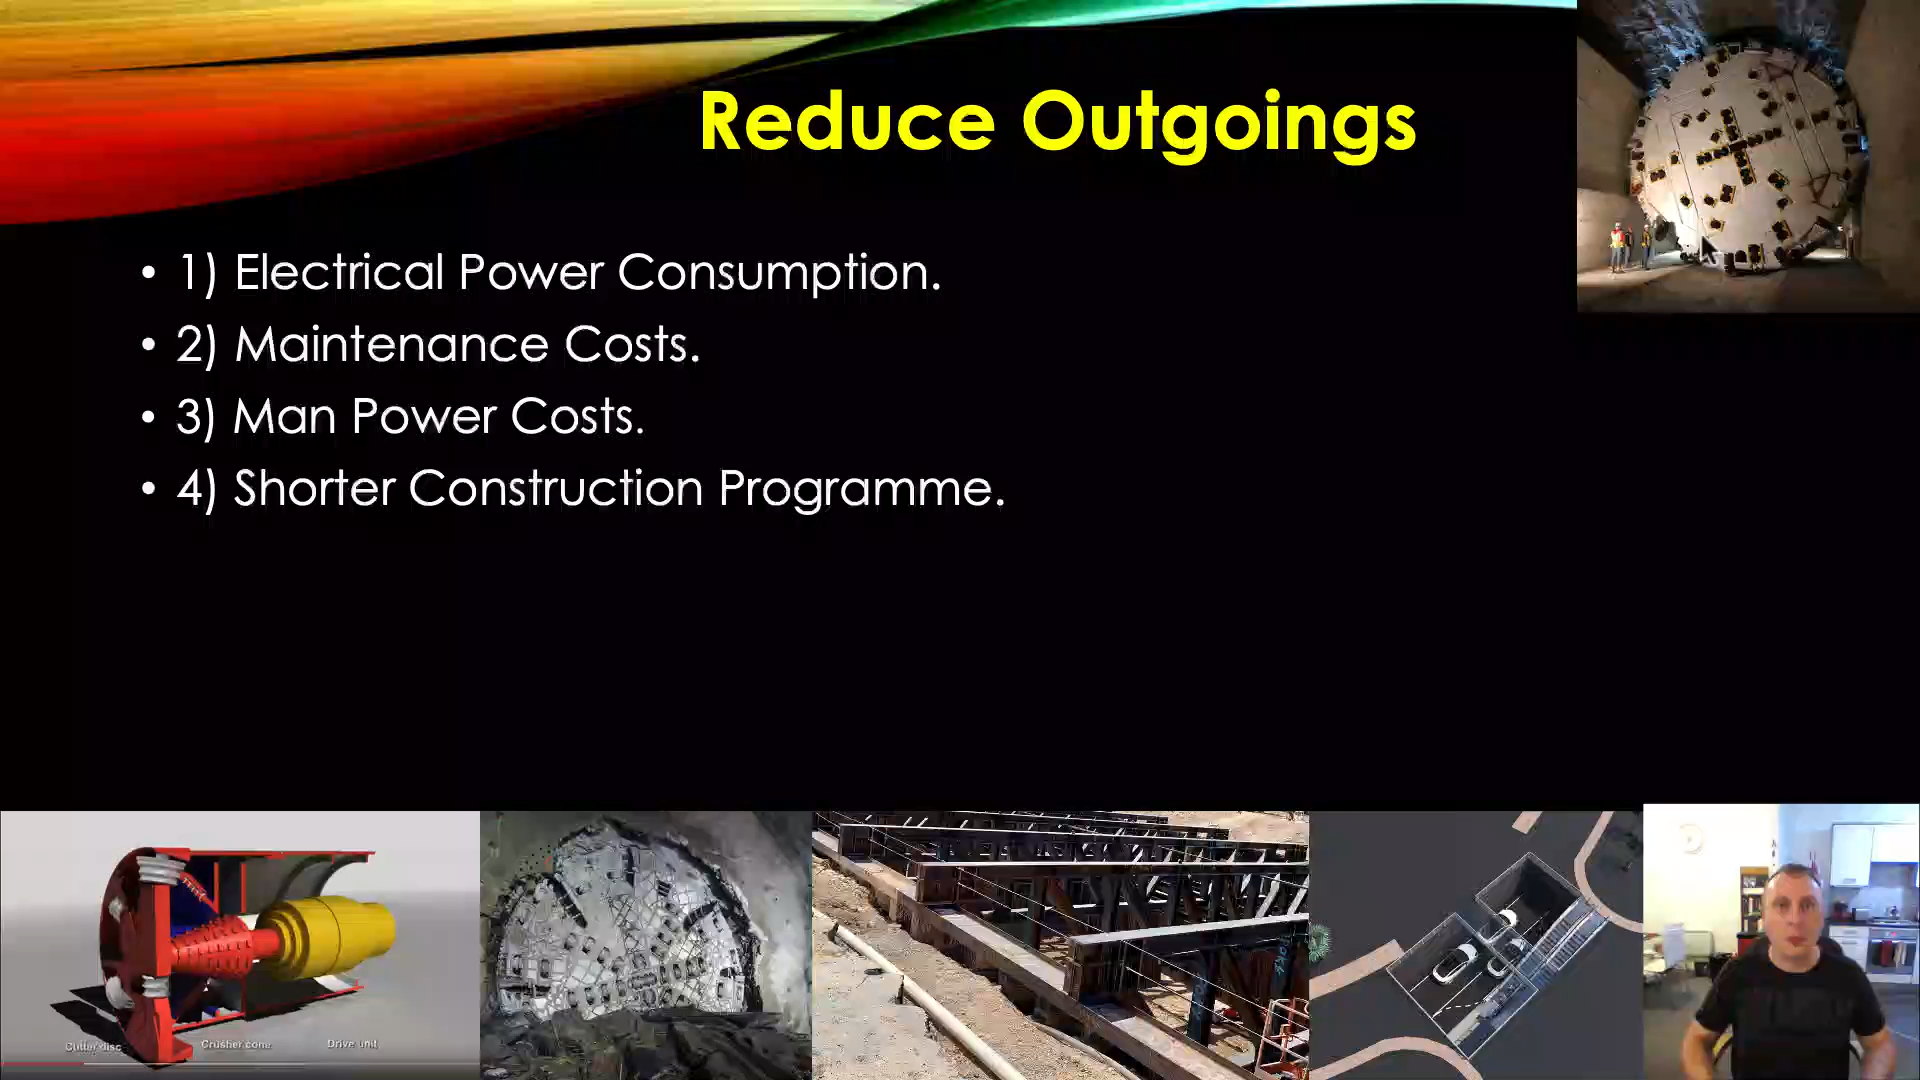 Reduce Outgoings
• 1) Electrical Power Consumption.
• 2) Maintenance Costs.
• 3) Man Power Costs.
• 4) Shorter Construction Programme.
Cutter disc
Crusher cone
Drive unit